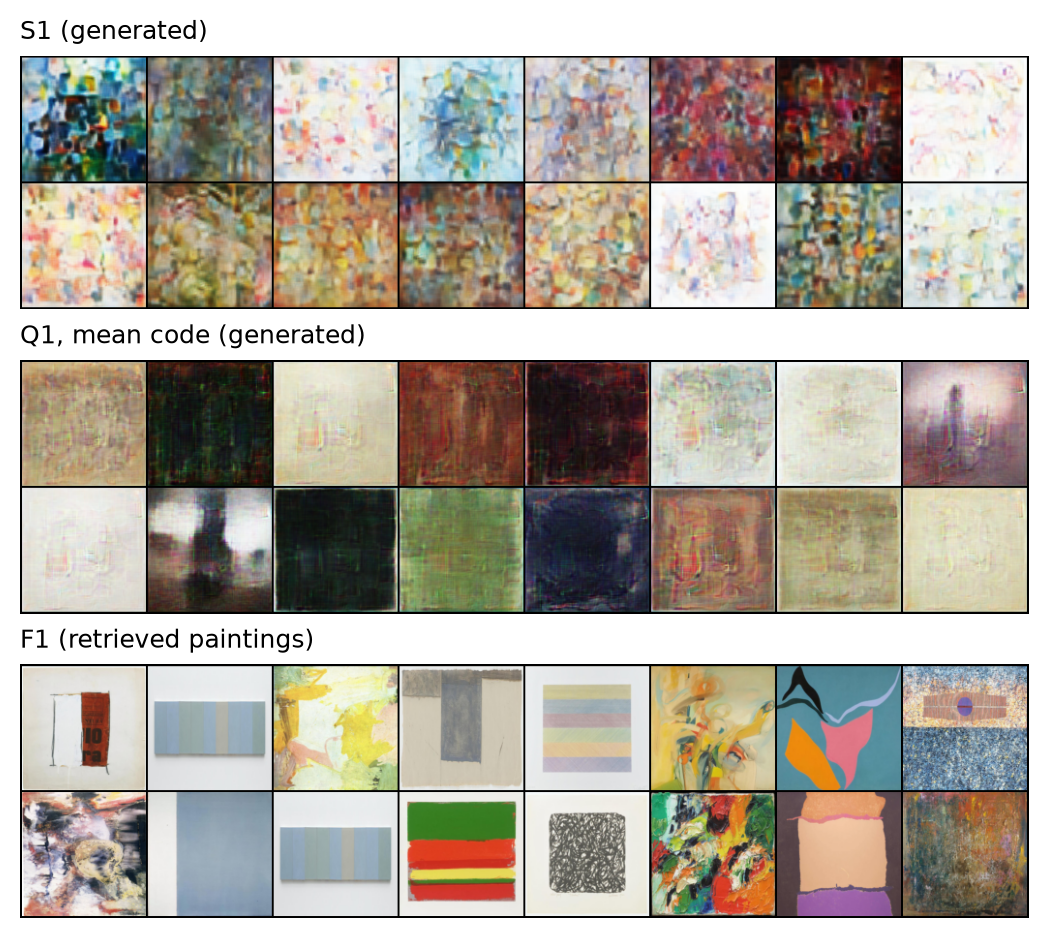 S1 (generated)
Q1, mean code (generated)
F1 (retrieved paintings)